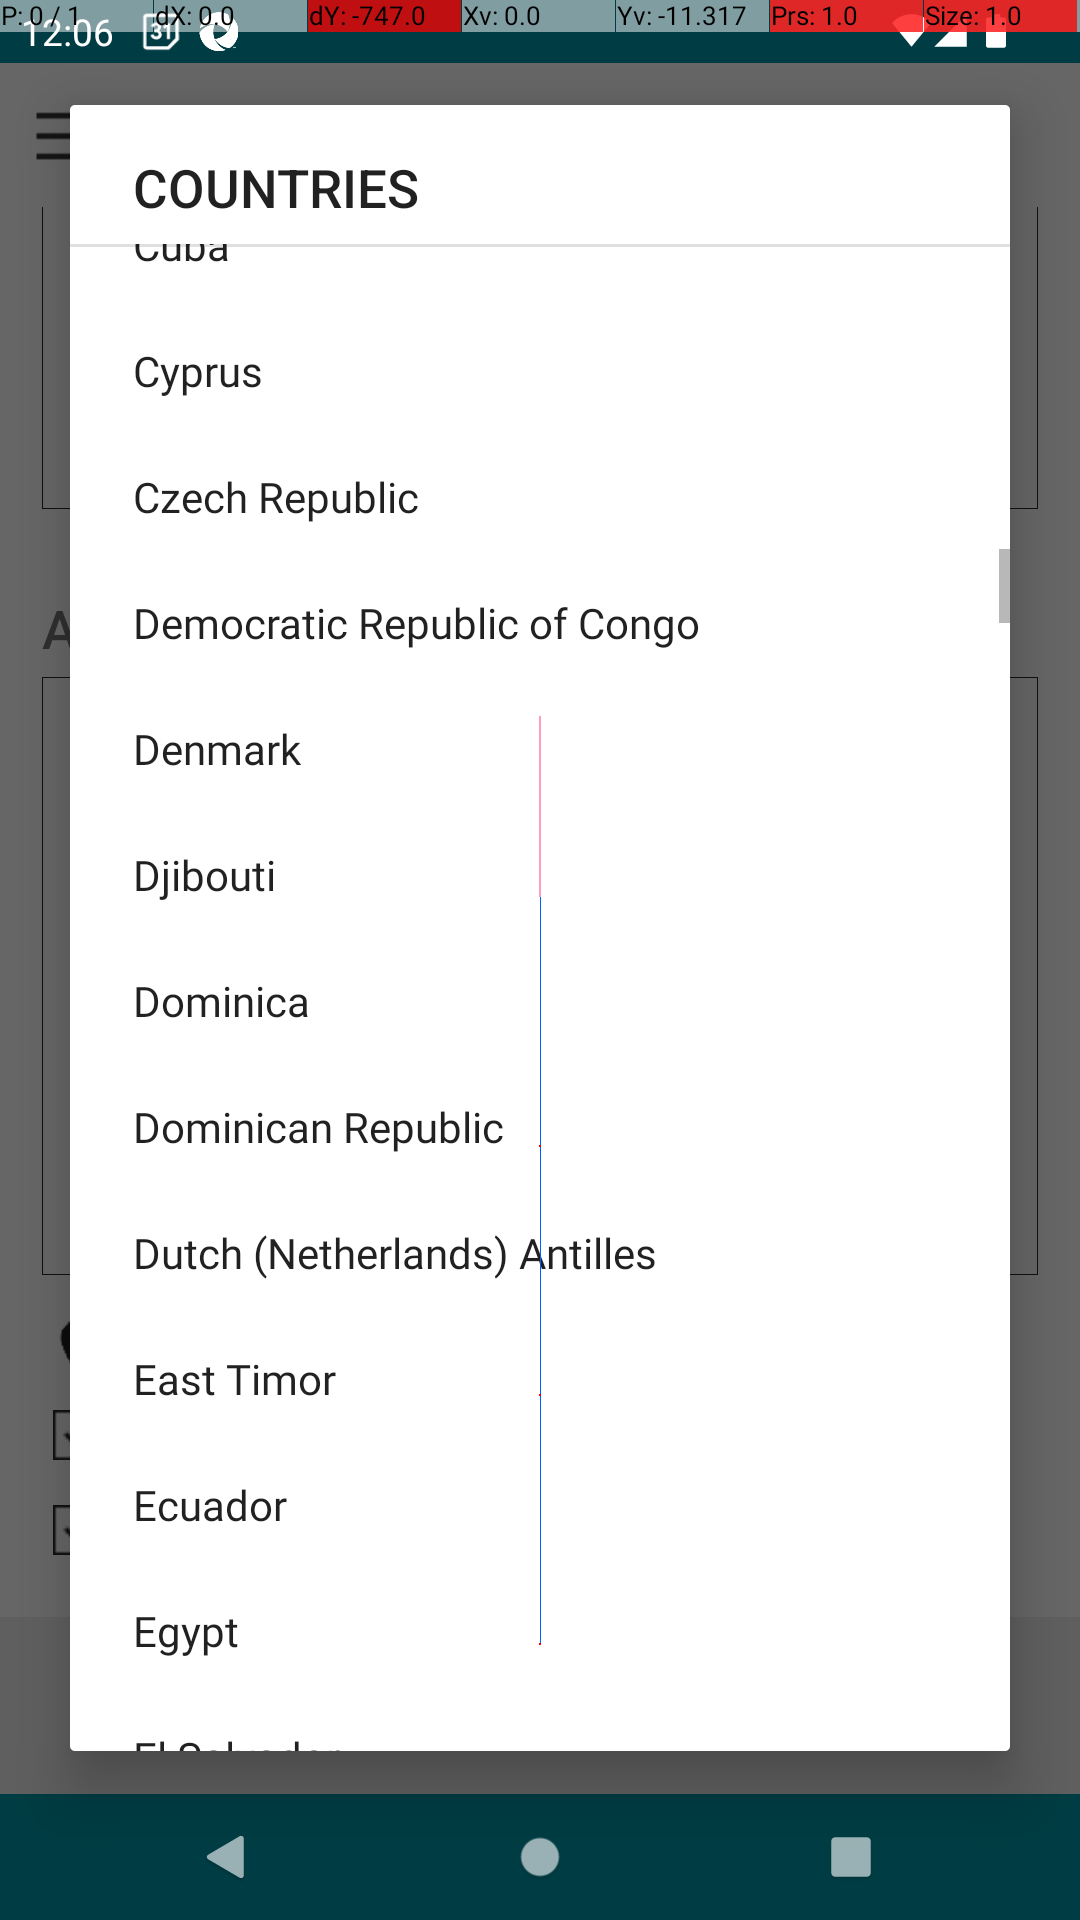 P: 0 / 1 dX: 0.0 dY: -747.0 Xv: 0.0 Yv: -11.317 Prs: 1.0 Size: 1.0
12:06 31
COUNTRIES
Cuba
Cyprus
Czech Republic
Democratic Republic of Congo
A
Denmark
Djibouti
Dominica
Dominican Republic
Dutch (Netherlands) Antilles
East Timor
Ecuador
Egypt
El Salvador